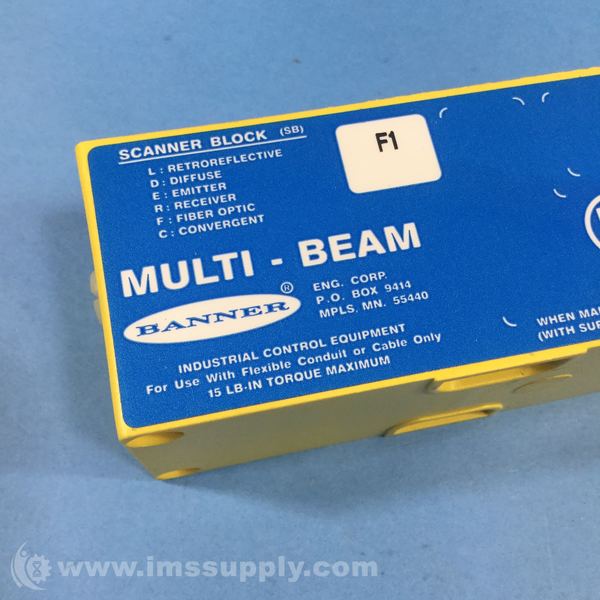 SCANNER BLOCK (SB)
L : RETROREFLECTIVE
D : DIFFUSE
E : EMITTER
R : RECEIVER
F : FIBER OPTIC
C : CONVERGENT
F1
MULTI - BEAM
BANNER ®
ENG. CORP.
P.O. BOX 9414
MPLS, MN. 55440
INDUSTRIAL CONTROL EQUIPMENT
For Use With Flexible Conduit or Cable Only
15 LB-IN TORQUE MAXIMUM
WHEN
(WITH
www.imssupply.com